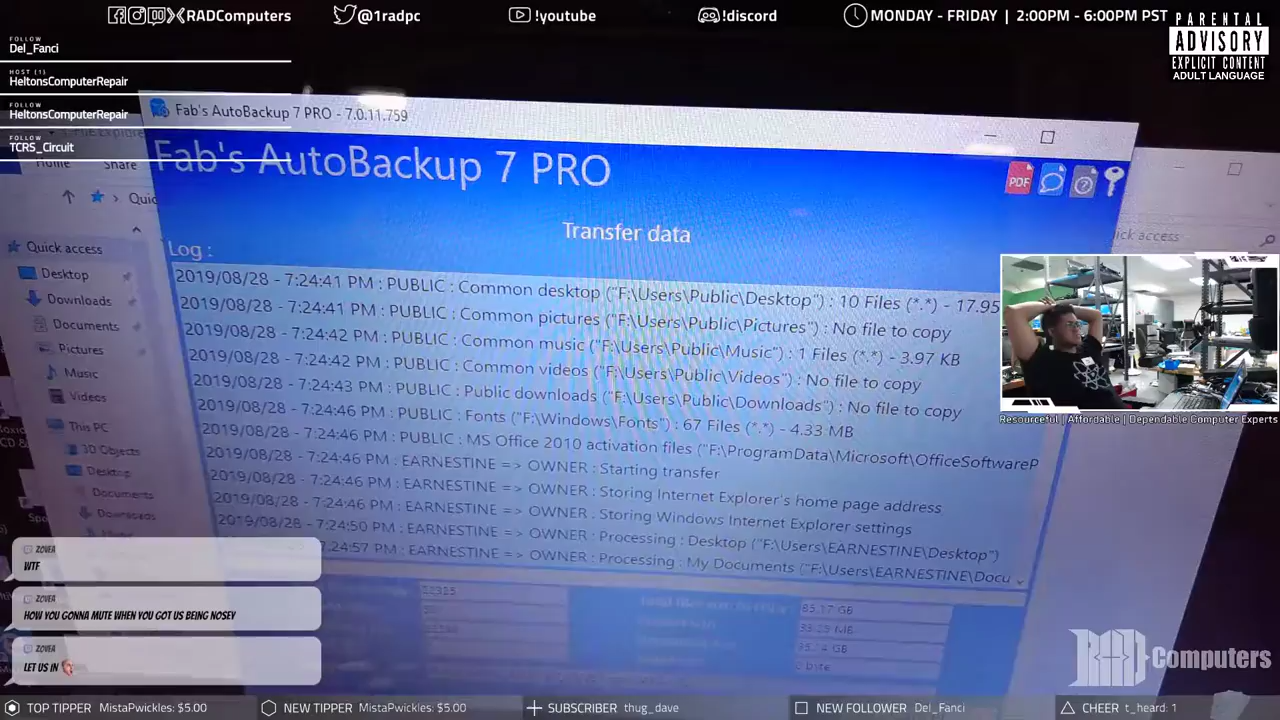 RADComputers
@1radpc
!youtube
!discord
MONDAY - FRIDAY | 2:00PM - 6:00PM PST
PARENTAL
ADVISORY
EXPLICIT CONTENT
ADULT LANGUAGE
FOLLOW
Del_Fanci
HOST (1)
HeltonsComputerRepair
FOLLOW
HeltonsComputerRepair
FOLLOW
TCRS_Circuit
Fab's AutoBackup 7 PRO - 7.0.11.759
Fab's AutoBackup 7 PRO
PDF
Transfer data
Log :
2019/08/28 - 7:24:41 PM : PUBLIC : Common desktop ("F:\Users\Public\Desktop") : 10 Files (*.*) - 17.95
2019/08/28 - 7:24:41 PM : PUBLIC : Common pictures ("F:\Users\Public\Pictures") : No file to copy
2019/08/28 - 7:24:42 PM : PUBLIC : Common music ("F:\Users\Public\Music") : 1 Files (*.*) - 3.97 KB
2019/08/28 - 7:24:42 PM : PUBLIC : Common videos ("F:\Users\Public\Videos") : No file to copy
2019/08/28 - 7:24:43 PM : PUBLIC : Public downloads ("F:\Users\Public\Downloads") : No file to copy
2019/08/28 - 7:24:46 PM : PUBLIC : Fonts ("F:\Windows\Fonts") : 67 Files (*.*) - 4.33 MB
2019/08/28 - 7:24:46 PM : PUBLIC : MS Office 2010 activation files ("F:\ProgramData\Microsoft\OfficeSoftwareP
2019/08/28 - 7:24:46 PM : EARNESTINE => OWNER : Starting transfer
2019/08/28 - 7:24:46 PM : EARNESTINE => OWNER : Storing Internet Explorer's home page address
2019/08/28 - 7:24:46 PM : EARNESTINE => OWNER : Storing Windows Internet Explorer settings
2019/08/28 - 7:24:50 PM : EARNESTINE => OWNER : Processing : Desktop ("F:\Users\EARNESTINE\Desktop")
7:24:57 PM : EARNESTINE => OWNER : Processing : My Documents ("F:\Users\EARNESTINE\Docu
Home
Share
Quic
Quick access
Desktop
Downloads
Documents
Pictures
Music
Videos
This PC
3D Objects
Desktop
Documents
Downloads
ick access
85.17 GB
Resourceful | Affordable | Dependable Computer Experts
ZOVEA
WTF
ZOVEA
HOW YOU GONNA MUTE WHEN YOU GOT US BEING NOSEY
ZOVEA
LET US IN
RAD Computers
TOP TIPPER MistaPwickles: $5.00
NEW TIPPER MistaPwickles: $5.00
SUBSCRIBER thug_dave
NEW FOLLOWER Del_Fanci
CHEER t_heard: 1